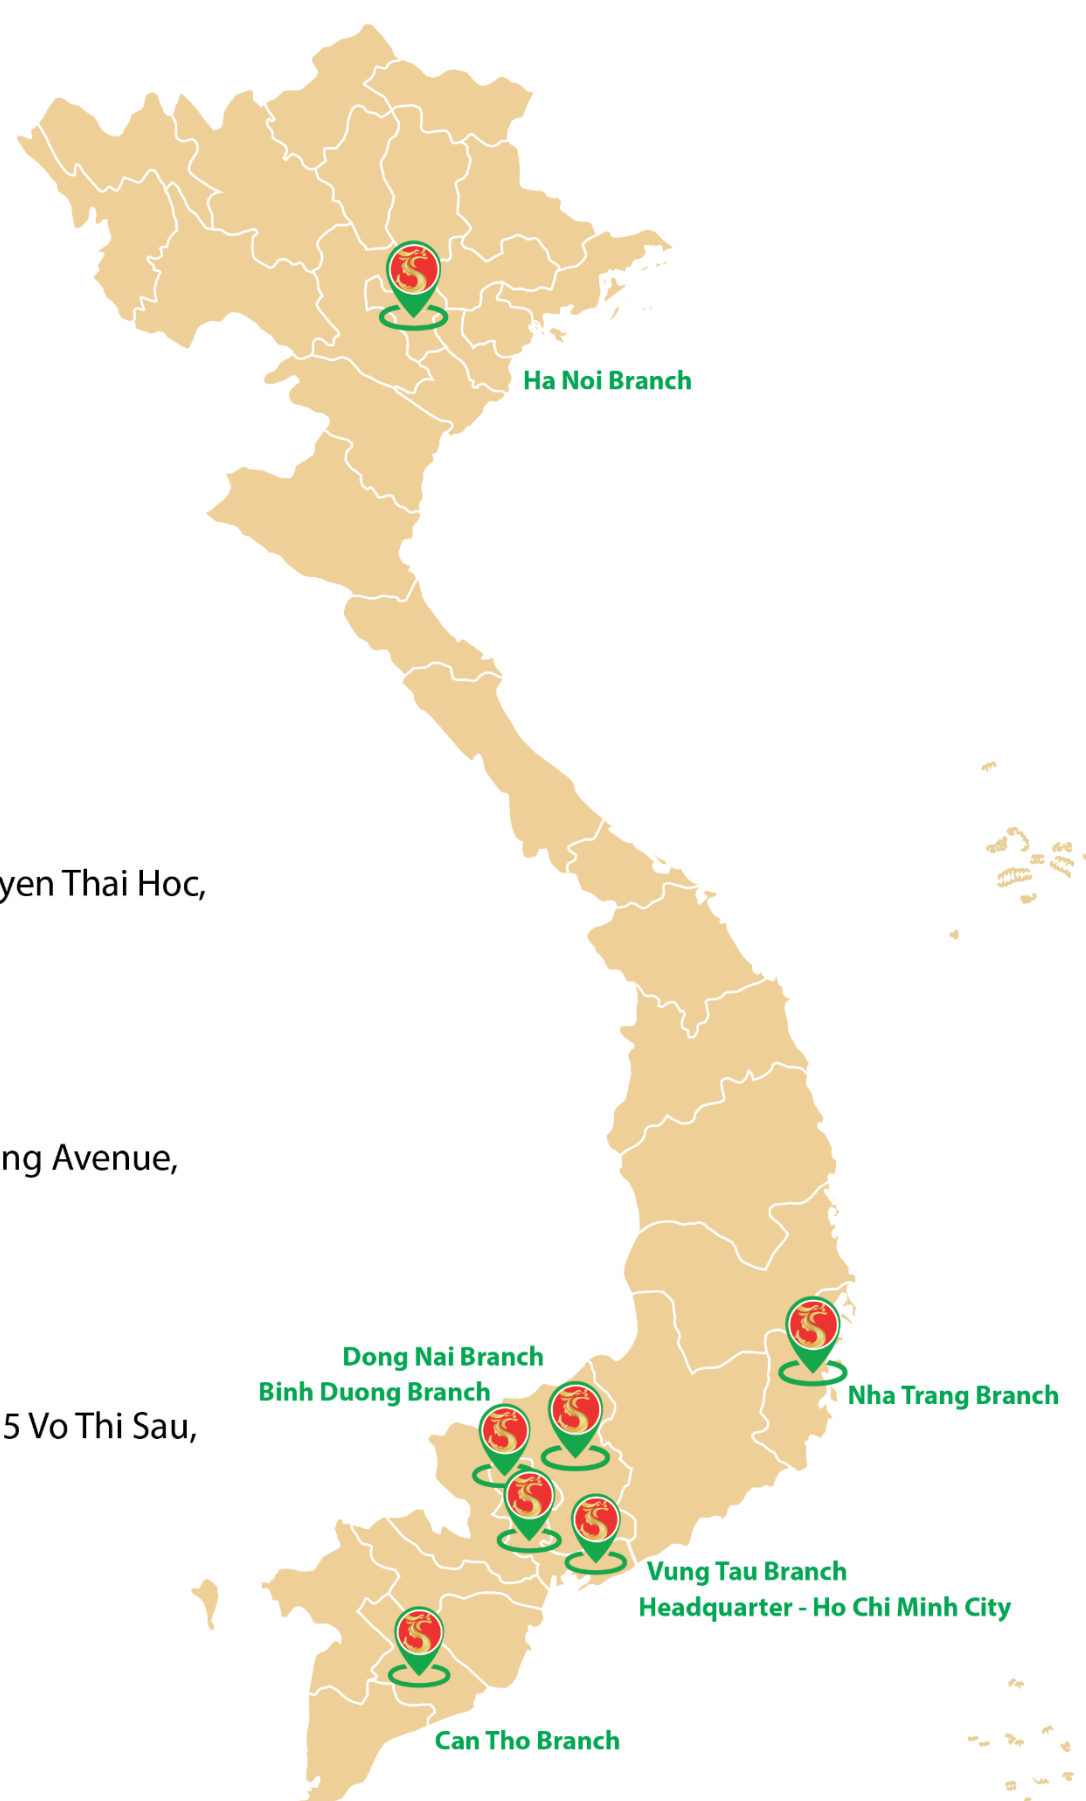 Ha Noi Branch
yen Thai Hoc,
ng Avenue,
Dong Nai Branch
Binh Duong Branch
Nha Trang Branch
5 Vo Thi Sau,
Vung Tau Branch
Headquarter - Ho Chi Minh City
Can Tho Branch